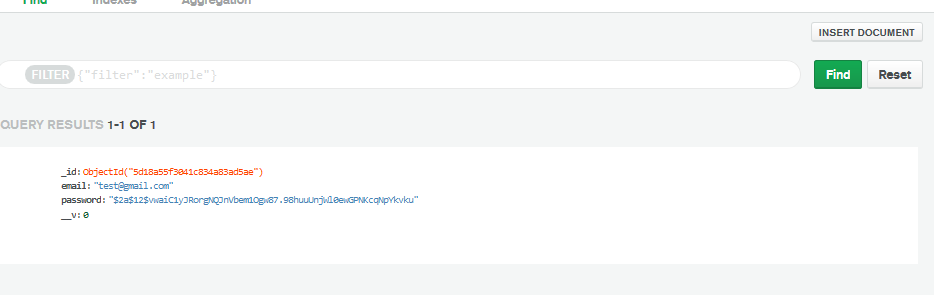 Find Indexes Aggregation
INSERT DOCUMENT
FILTER {"filter":"example"} Find Reset
QUERY RESULTS 1-1 OF 1
_id: ObjectId("5d18a55f3041c834a83ad5ae")
email: "test@gmail.com"
password: "$2a$12$vwaiC1yJRorgNQJnVbem1Ogw87.98huuUnjWl0ewGPNKcqNpYkvku"
__v: 0